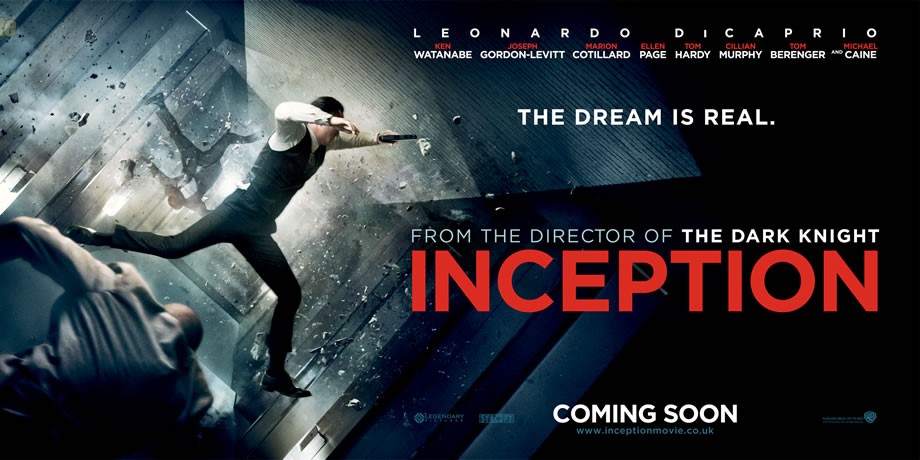 LEONARDO DiCAPRIO
KEN WATANABE JOSEPH GORDON-LEVITT MARION COTILLARD ELLEN PAGE TOM HARDY CILLIAN MURPHY TOM BERENGER AND MICHAEL CAINE
THE DREAM IS REAL.
FROM THE DIRECTOR OF THE DARK KNIGHT
INCEPTION
LEGENDARY PICTURES
COMING SOON
www.inceptionmovie.co.uk